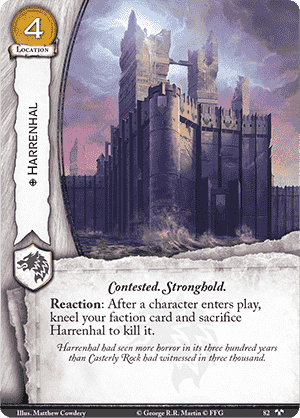 4
LOCATION
HARRENHAL
Contested. Stronghold.
Reaction: After a character enters play,
kneel your faction card and sacrifice
Harrenhal to kill it.
Harrenhal had seen more horror in its three hundred years
than Casterly Rock had witnessed in three thousand.
Illus. Matthew Cowdery
© George R.R. Martin © FFG
82